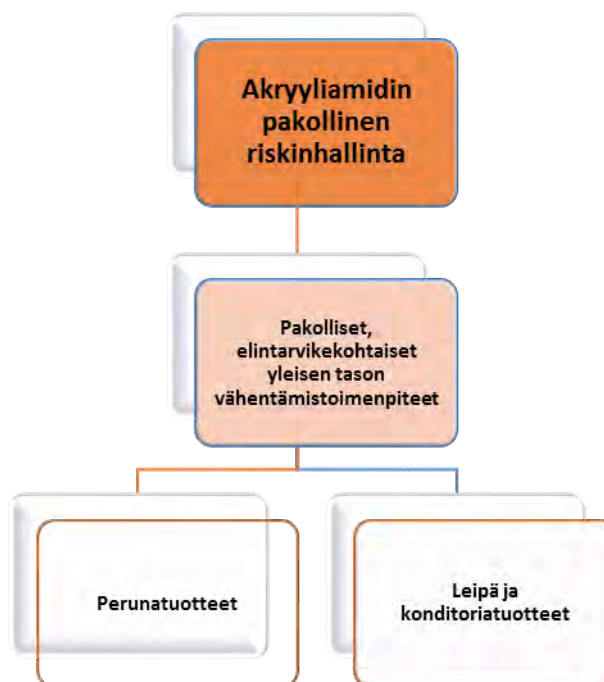 Akryyliamidin
pakollinen
riskinhallinta
Pakolliset,
elintarvikekohtaiset
yleisen tason
vähentämistoimenpiteet
Perunatuotteet
Leipä ja
konditoriatuotteet